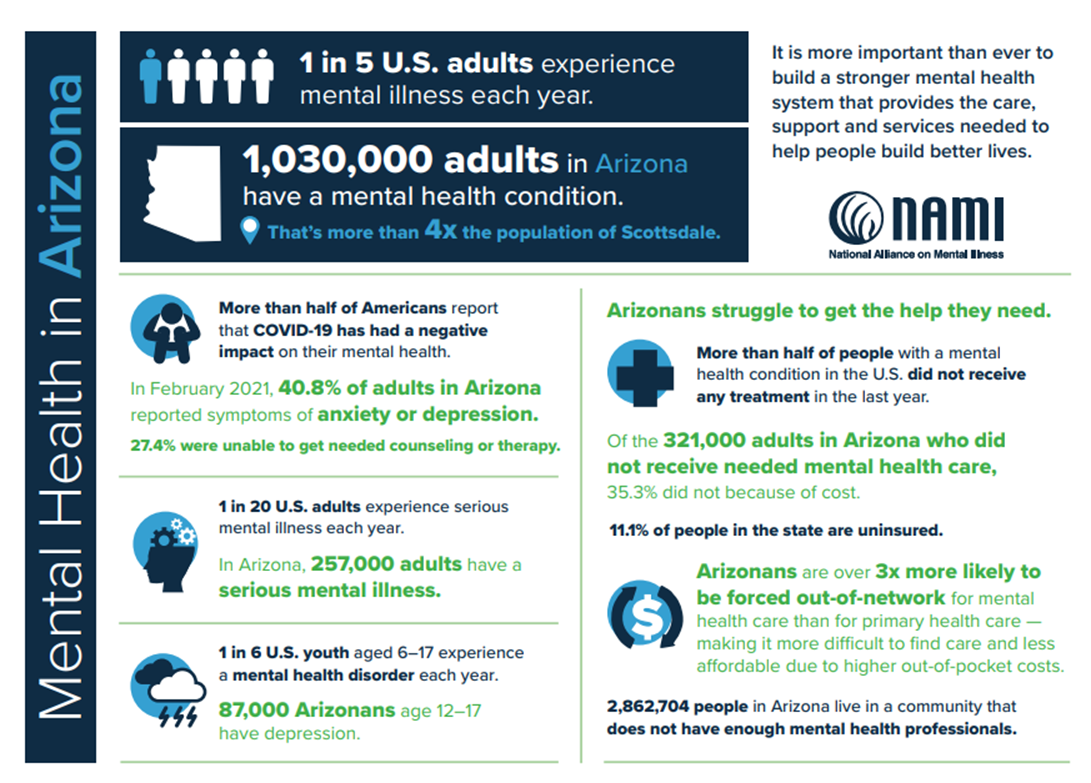 Mental Health in Arizona
1 in 5 U.S. adults experience
mental illness each year.
1,030,000 adults in Arizona
have a mental health condition.
That’s more than 4x the population of Scottsdale.
It is more important than ever to
build a stronger mental health
system that provides the care,
support and services needed to
help people build better lives.
NAMI
National Alliance on Mental Illness
More than half of Americans report
that COVID-19 has had a negative
impact on their mental health.
In February 2021, 40.8% of adults in Arizona
reported symptoms of anxiety or depression.
27.4% were unable to get needed counseling or therapy.
1 in 20 U.S. adults experience serious
mental illness each year.
In Arizona, 257,000 adults have a
serious mental illness.
1 in 6 U.S. youth aged 6–17 experience
a mental health disorder each year.
87,000 Arizonans age 12–17
have depression.
Arizonans struggle to get the help they need.
More than half of people with a mental
health condition in the U.S. did not receive
any treatment in the last year.
Of the 321,000 adults in Arizona who did
not receive needed mental health care,
35.3% did not because of cost.
11.1% of people in the state are uninsured.
$
Arizonans are over 3x more likely to
be forced out-of-network for mental
health care than for primary health care —
making it more difficult to find care and less
affordable due to higher out-of-pocket costs.
2,862,704 people in Arizona live in a community that
does not have enough mental health professionals.